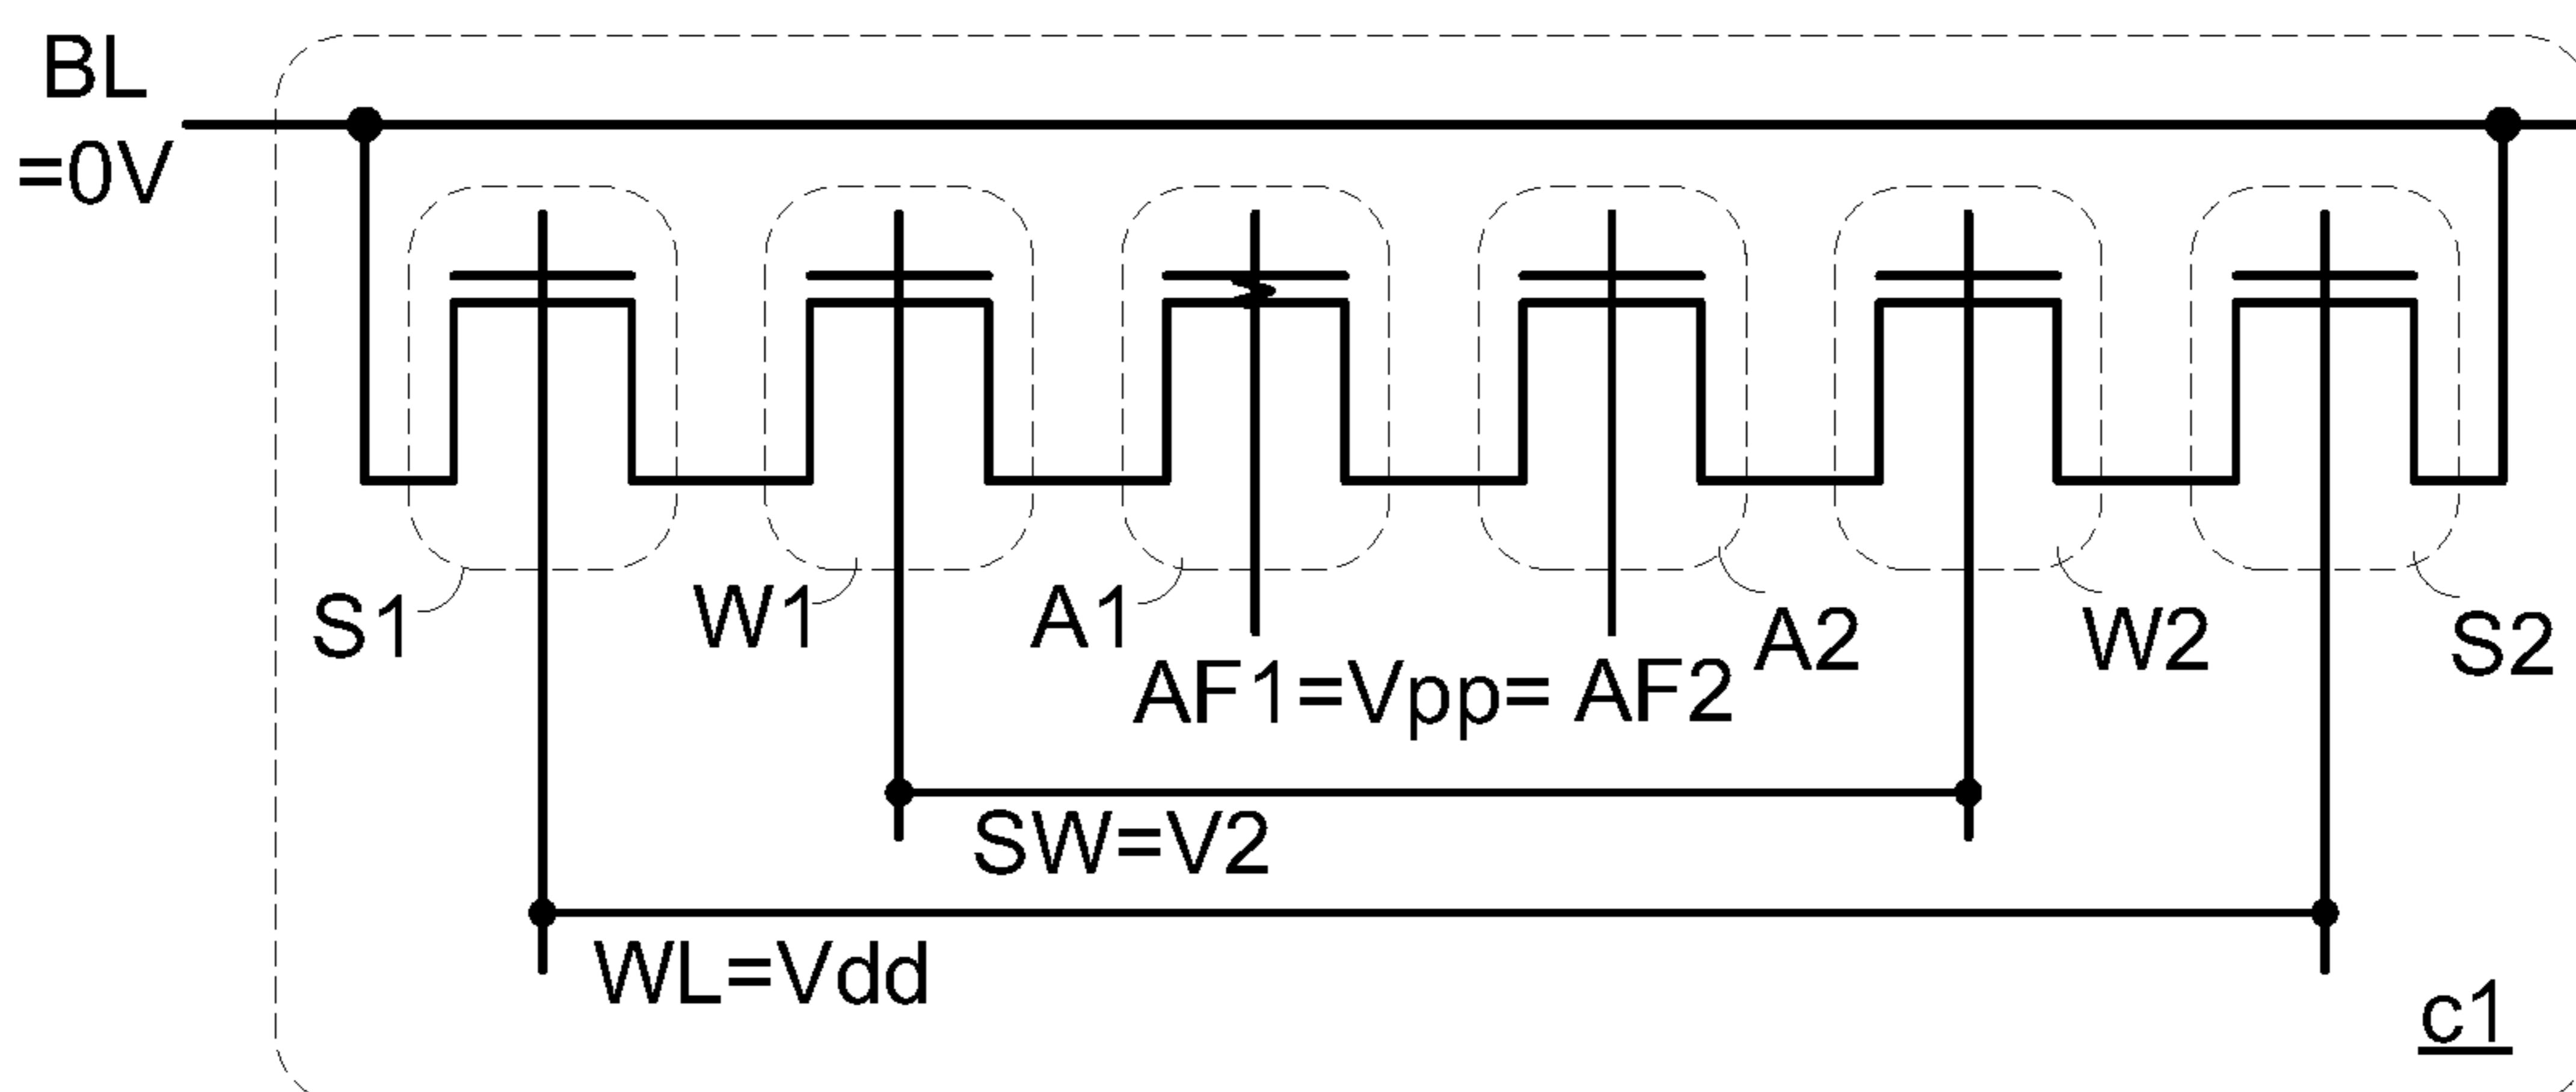 BL
=0V
S1
W1
A1
A2
W2
S2
AF1=Vpp= AF2
SW=V2
WL=Vdd
c1